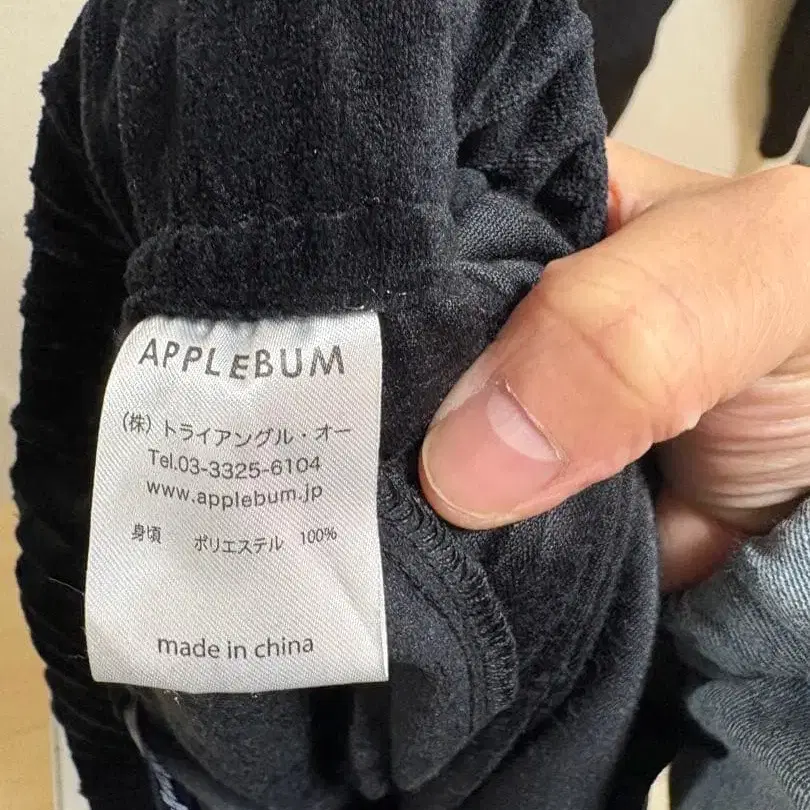 APPLEBUM
（株）トライアングル・オー
Tel.03-3325-6104
www.applebum.jp
身頃　ポリエステル　100%
made in china